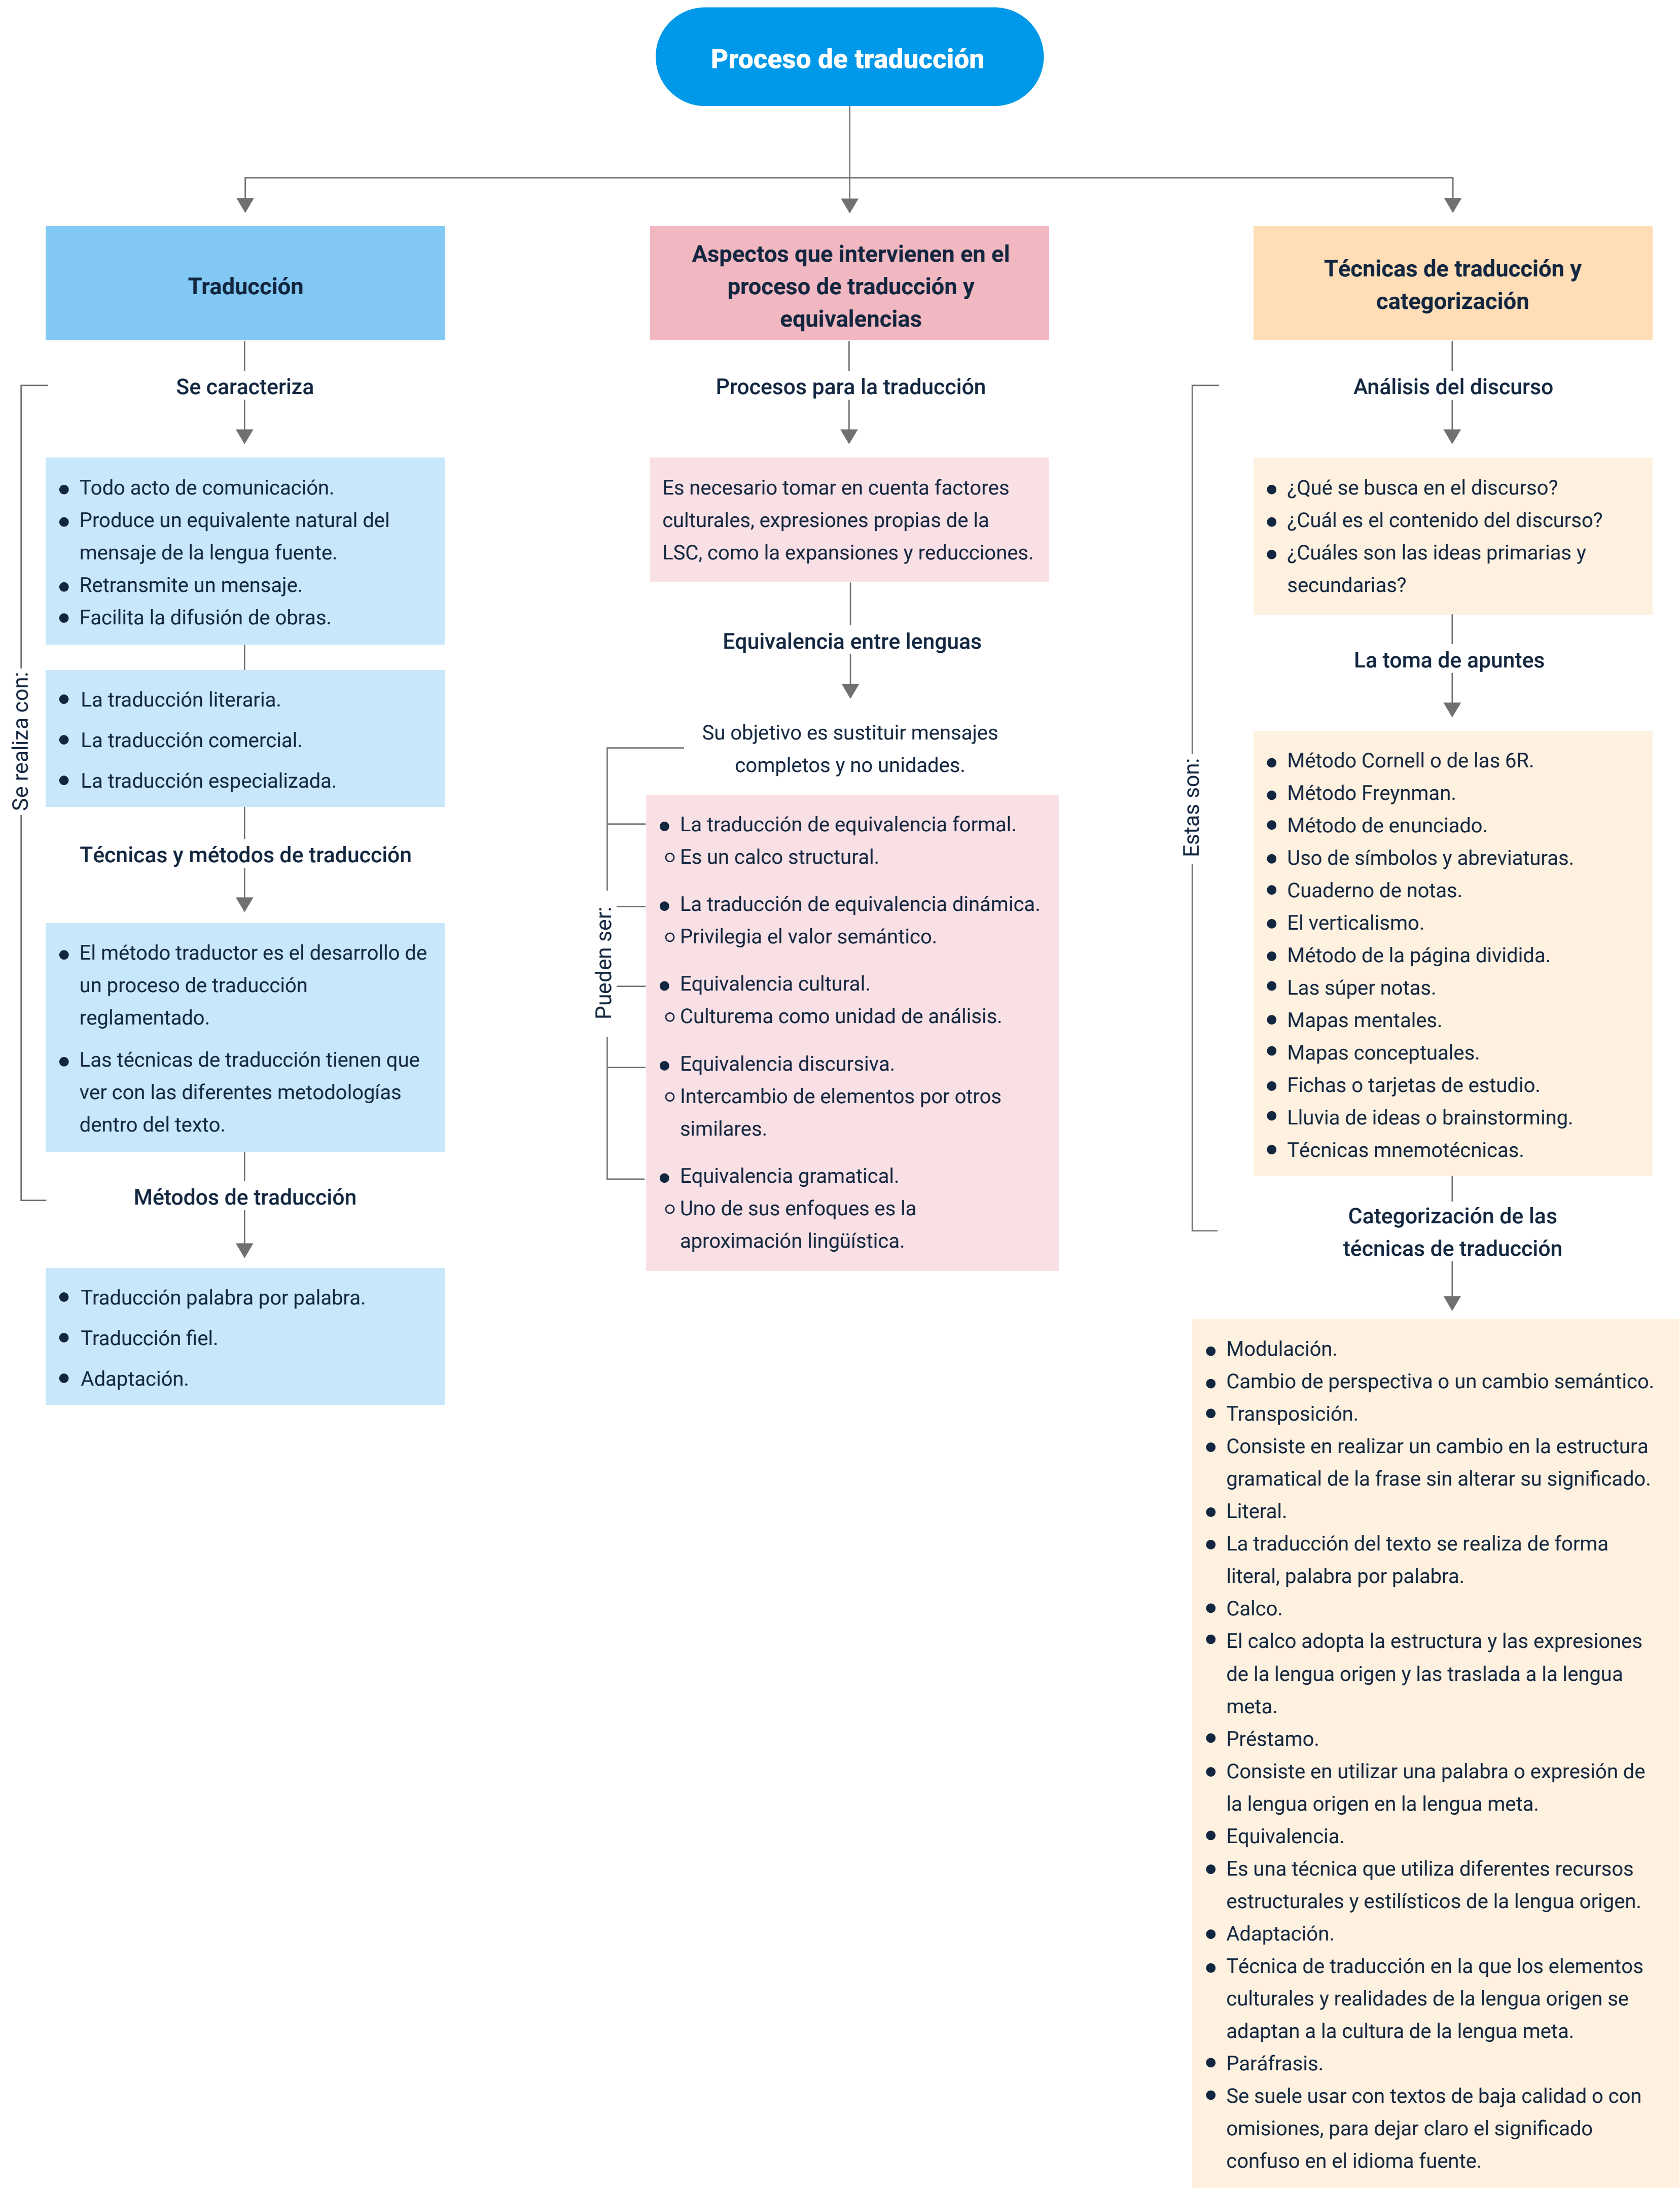 Proceso de traducción
Traducción
Se realiza con:
Se caracteriza
● Todo acto de comunicación.
● Produce un equivalente natural del
mensaje de la lengua fuente.
● Retransmite un mensaje.
● Facilita la difusión de obras.
● La traducción literaria.
● La traducción comercial.
● La traducción especializada.
Técnicas y métodos de traducción
● El método traductor es el desarrollo de
un proceso de traducción
reglamentado.
● Las técnicas de traducción tienen que
ver con las diferentes metodologías
dentro del texto.
Métodos de traducción
● Traducción palabra por palabra.
● Traducción fiel.
● Adaptación.
Aspectos que intervienen en el
proceso de traducción y
equivalencias
Procesos para la traducción
Es necesario tomar en cuenta factores
culturales, expresiones propias de la
LSC, como la expansiones y reducciones.
Equivalencia entre lenguas
Su objetivo es sustituir mensajes
completos y no unidades.
Pueden ser:
● La traducción de equivalencia formal.
○ Es un calco structural.
● La traducción de equivalencia dinámica.
○ Privilegia el valor semántico.
● Equivalencia cultural.
○ Culturema como unidad de análisis.
● Equivalencia discursiva.
○ Intercambio de elementos por otros
similares.
● Equivalencia gramatical.
○ Uno de sus enfoques es la
aproximación lingüística.
Técnicas de traducción y
categorización
Estas son:
Análisis del discurso
● ¿Qué se busca en el discurso?
● ¿Cuál es el contenido del discurso?
● ¿Cuáles son las ideas primarias y
secundarias?
La toma de apuntes
● Método Cornell o de las 6R.
● Método Freynman.
● Método de enunciado.
● Uso de símbolos y abreviaturas.
● Cuaderno de notas.
● El verticalismo.
● Método de la página dividida.
● Las súper notas.
● Mapas mentales.
● Mapas conceptuales.
● Fichas o tarjetas de estudio.
● Lluvia de ideas o brainstorming.
● Técnicas mnemotécnicas.
Categorización de las
técnicas de traducción
● Modulación.
● Cambio de perspectiva o un cambio semántico.
● Transposición.
● Consiste en realizar un cambio en la estructura
gramatical de la frase sin alterar su significado.
● Literal.
● La traducción del texto se realiza de forma
literal, palabra por palabra.
● Calco.
● El calco adopta la estructura y las expresiones
de la lengua origen y las traslada a la lengua
meta.
● Préstamo.
● Consiste en utilizar una palabra o expresión de
la lengua origen en la lengua meta.
● Equivalencia.
● Es una técnica que utiliza diferentes recursos
estructurales y estilísticos de la lengua origen.
● Adaptación.
● Técnica de traducción en la que los elementos
culturales y realidades de la lengua origen se
adaptan a la cultura de la lengua meta.
● Paráfrasis.
● Se suele usar con textos de baja calidad o con
omisiones, para dejar claro el significado
confuso en el idioma fuente.